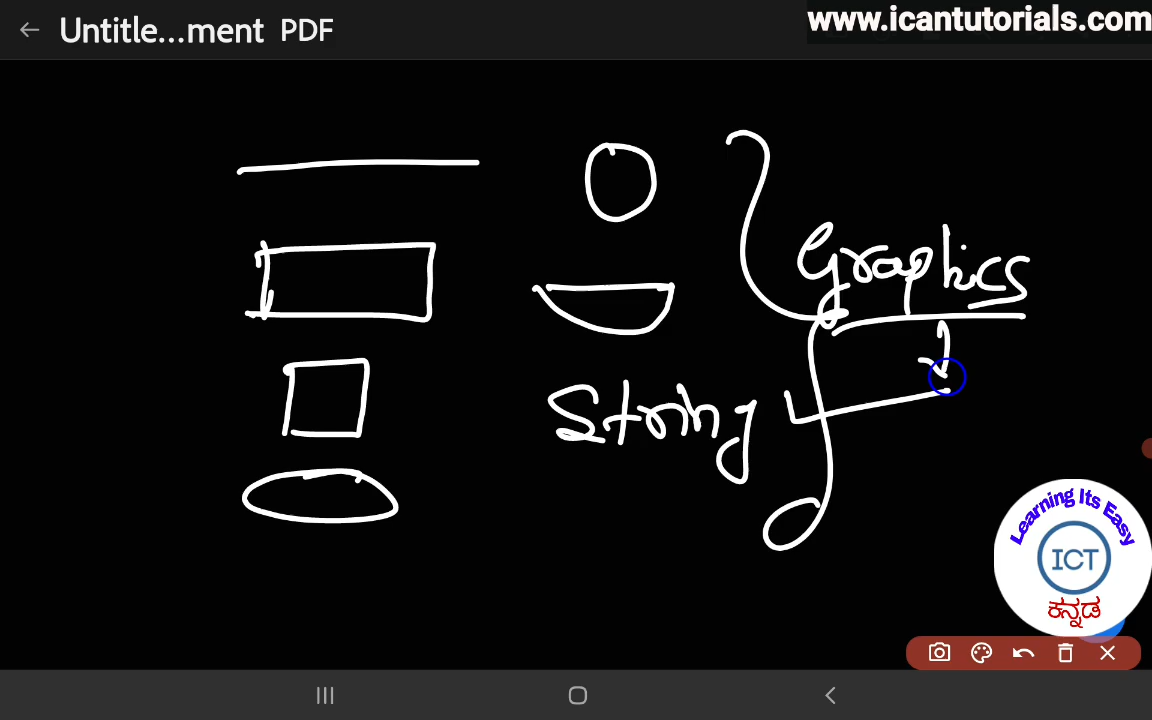 Untitle...ment PDF
www.icantutorials.com
Graphics
String
Learning Its Easy
ICT
ಕನ್ನಡ